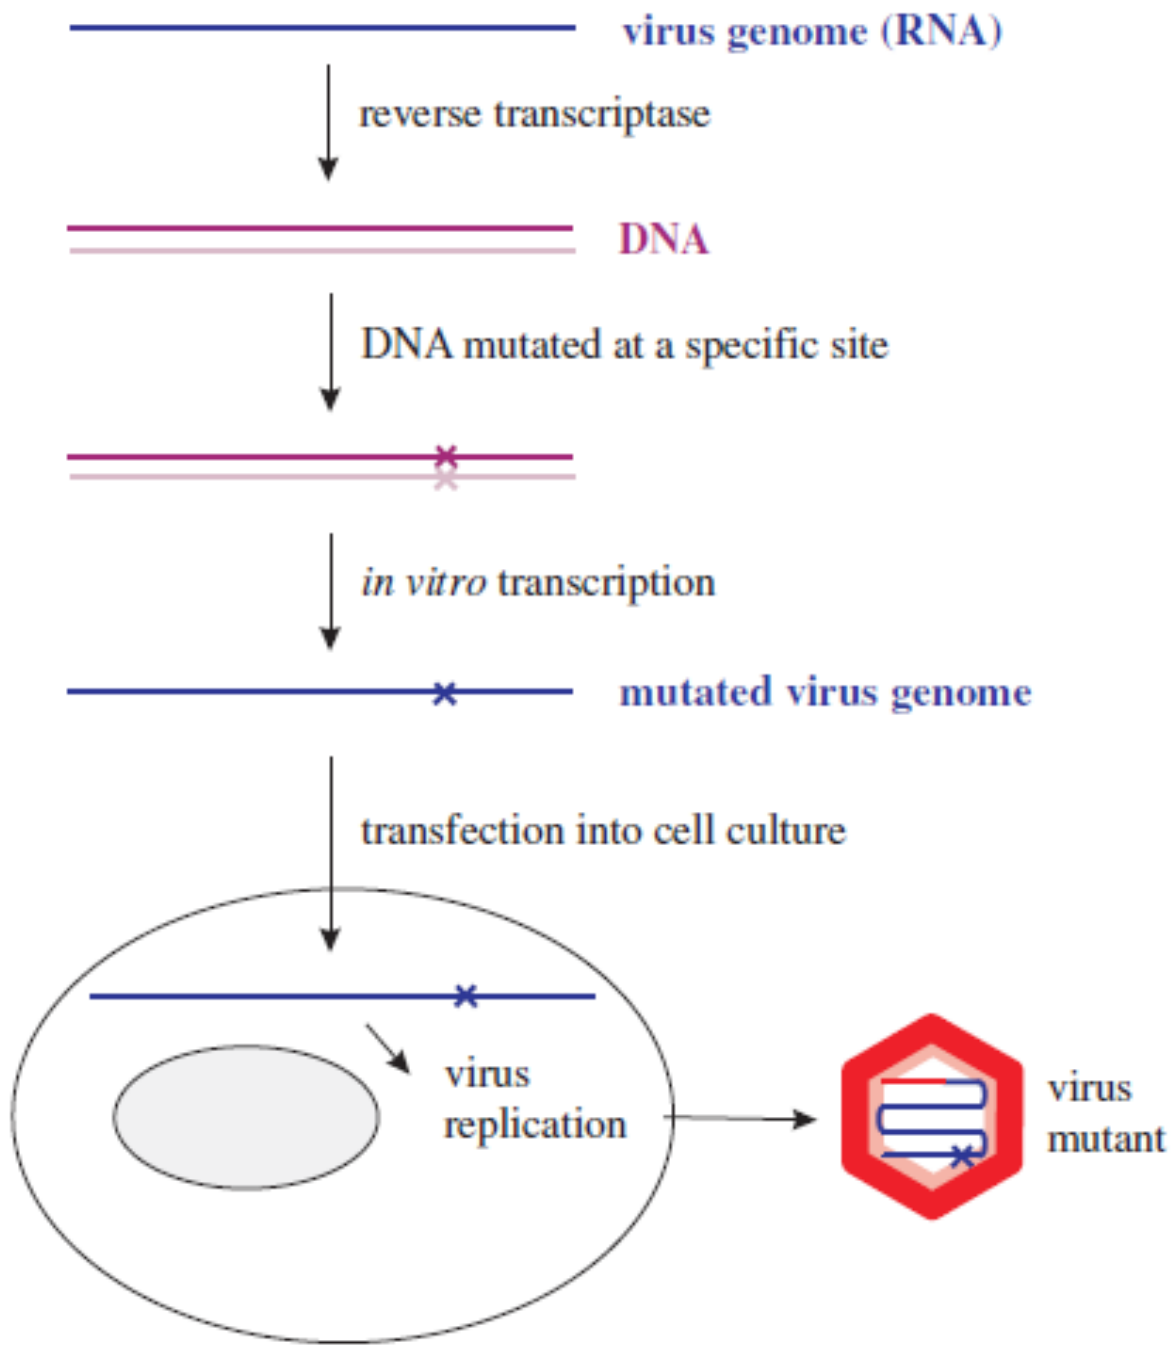 virus genome (RNA)
reverse transcriptase
DNA
DNA mutated at a specific site
in vitro transcription
mutated virus genome
transfection into cell culture
virus
replication
virus
mutant